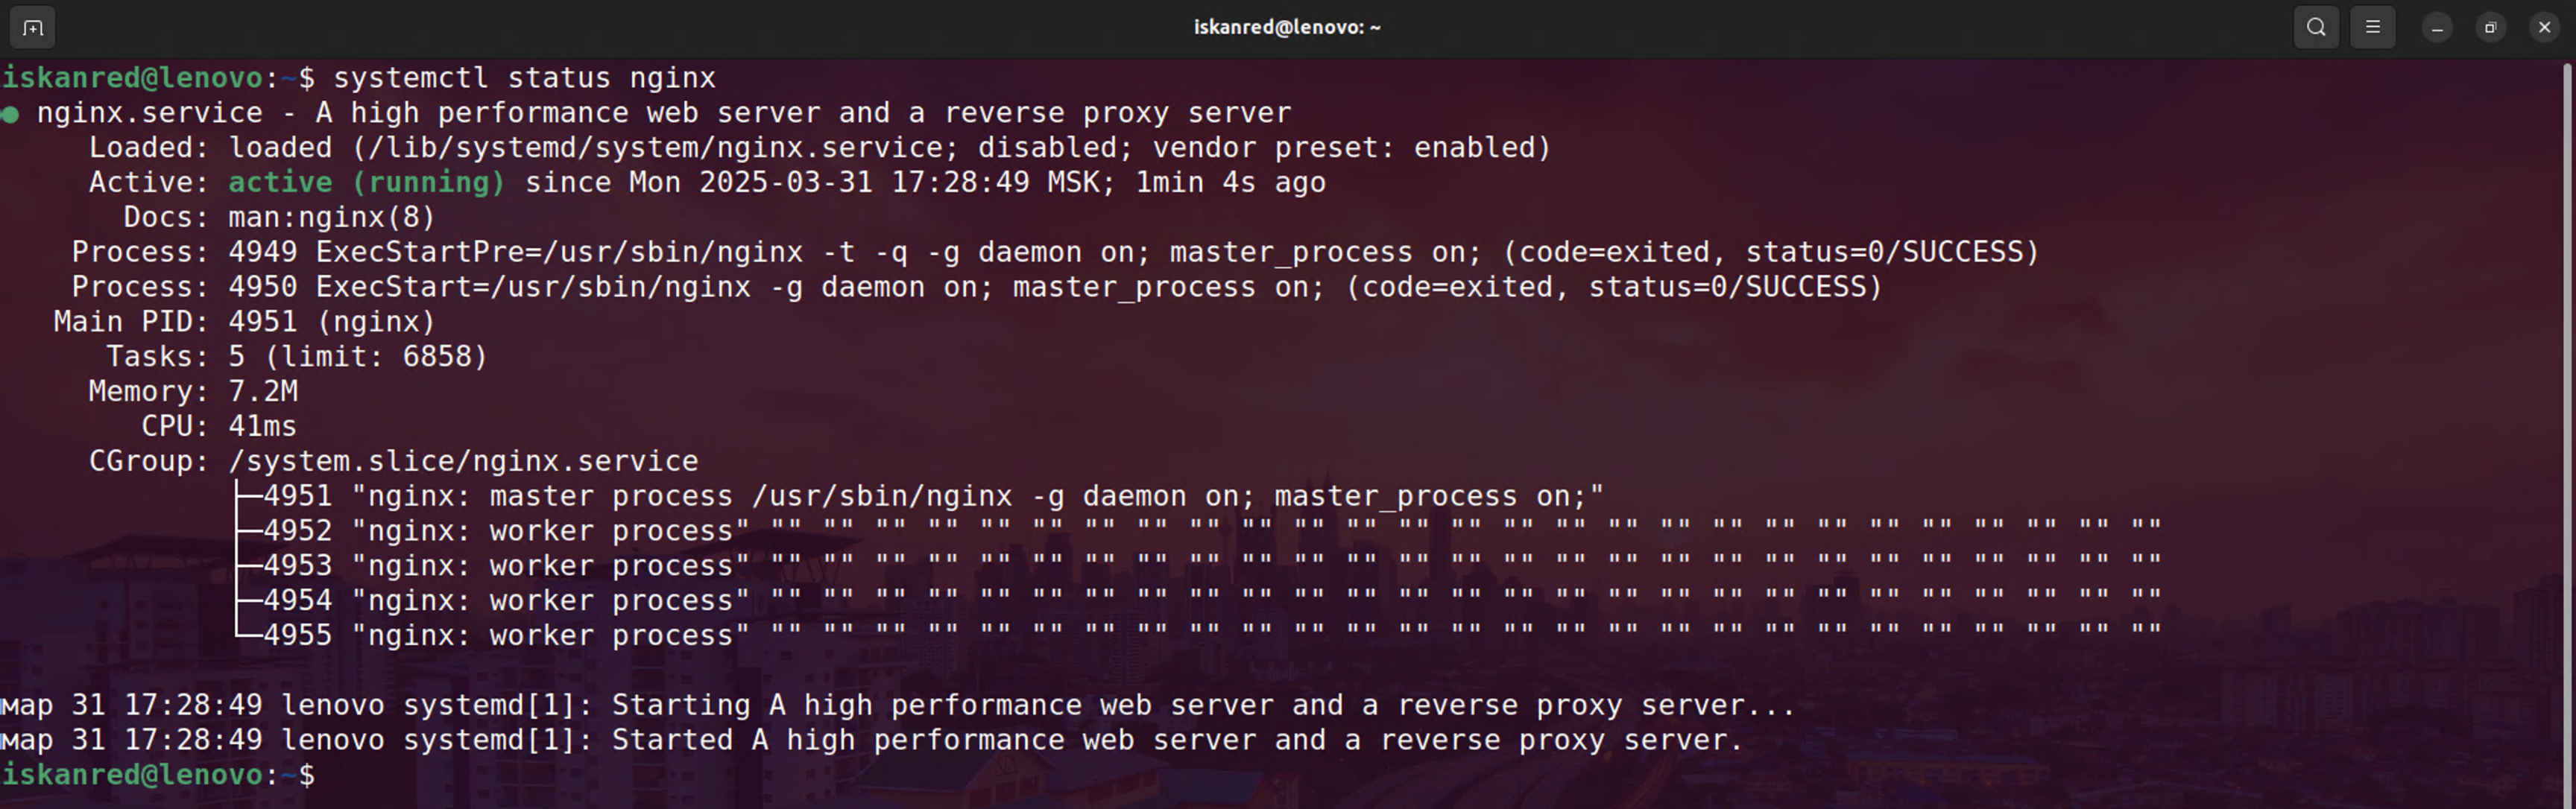 iskanred@lenovo: ~
iskanred@lenovo:~$ systemctl status nginx
● nginx.service - A high performance web server and a reverse proxy server
     Loaded: loaded (/lib/systemd/system/nginx.service; disabled; vendor preset: enabled)
     Active: active (running) since Mon 2025-03-31 17:28:49 MSK; 1min 4s ago
       Docs: man:nginx(8)
    Process: 4949 ExecStartPre=/usr/sbin/nginx -t -q -g daemon on; master_process on; (code=exited, status=0/SUCCESS)
    Process: 4950 ExecStart=/usr/sbin/nginx -g daemon on; master_process on; (code=exited, status=0/SUCCESS)
   Main PID: 4951 (nginx)
      Tasks: 5 (limit: 6858)
     Memory: 7.2M
        CPU: 41ms
     CGroup: /system.slice/nginx.service
             ├─4951 "nginx: master process /usr/sbin/nginx -g daemon on; master_process on;"
             ├─4952 "nginx: worker process" "" "" "" "" "" "" "" "" "" "" "" "" "" "" "" "" "" "" "" "" "" "" "" "" "" "" ""
             ├─4953 "nginx: worker process" "" "" "" "" "" "" "" "" "" "" "" "" "" "" "" "" "" "" "" "" "" "" "" "" "" "" ""
             ├─4954 "nginx: worker process" "" "" "" "" "" "" "" "" "" "" "" "" "" "" "" "" "" "" "" "" "" "" "" "" "" "" ""
             └─4955 "nginx: worker process" "" "" "" "" "" "" "" "" "" "" "" "" "" "" "" "" "" "" "" "" "" "" "" "" "" "" ""
мар 31 17:28:49 lenovo systemd[1]: Starting A high performance web server and a reverse proxy server...
мар 31 17:28:49 lenovo systemd[1]: Started A high performance web server and a reverse proxy server.
iskanred@lenovo:~$